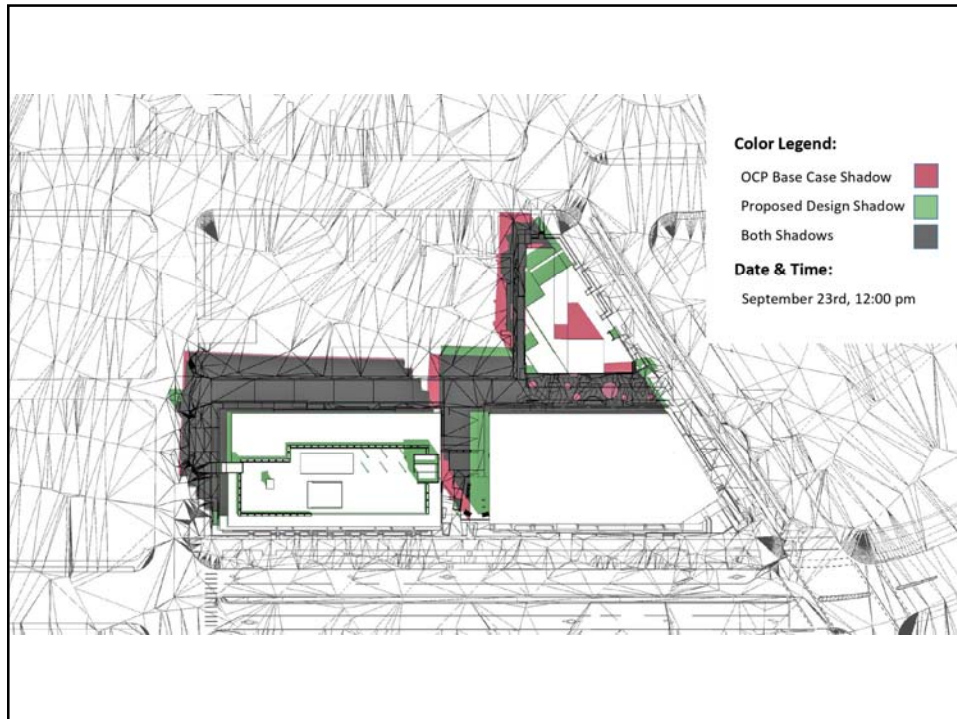 Color Legend:
OCP Base Case Shadow
Proposed Design Shadow
Both Shadows
Date & Time:
September 23rd, 12:00 pm